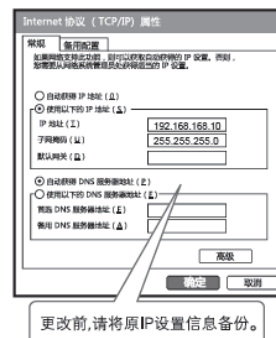 Internet 协议 (TCP/IP) 属性
常规 备用配置
如果网络支持此功能，则可以获取自动获得的 IP 设置。否则，
您需要从网络系统管理员处获得适当的 IP 设置。
自动获得 IP 地址 (O)
使用以下的 IP 地址 (S)
IP 地址 (I) 192.168.168.10
子网掩码 (U) 255.255.255.0
默认网关 (D)
自动获得 DNS 服务器地址 (B)
使用以下 DNS 服务器地址 (E)
首选 DNS 服务器地址 (F)
备用 DNS 服务器地址 (A)
高级
确定 取消
更改前,请将原IP设置信息备份。